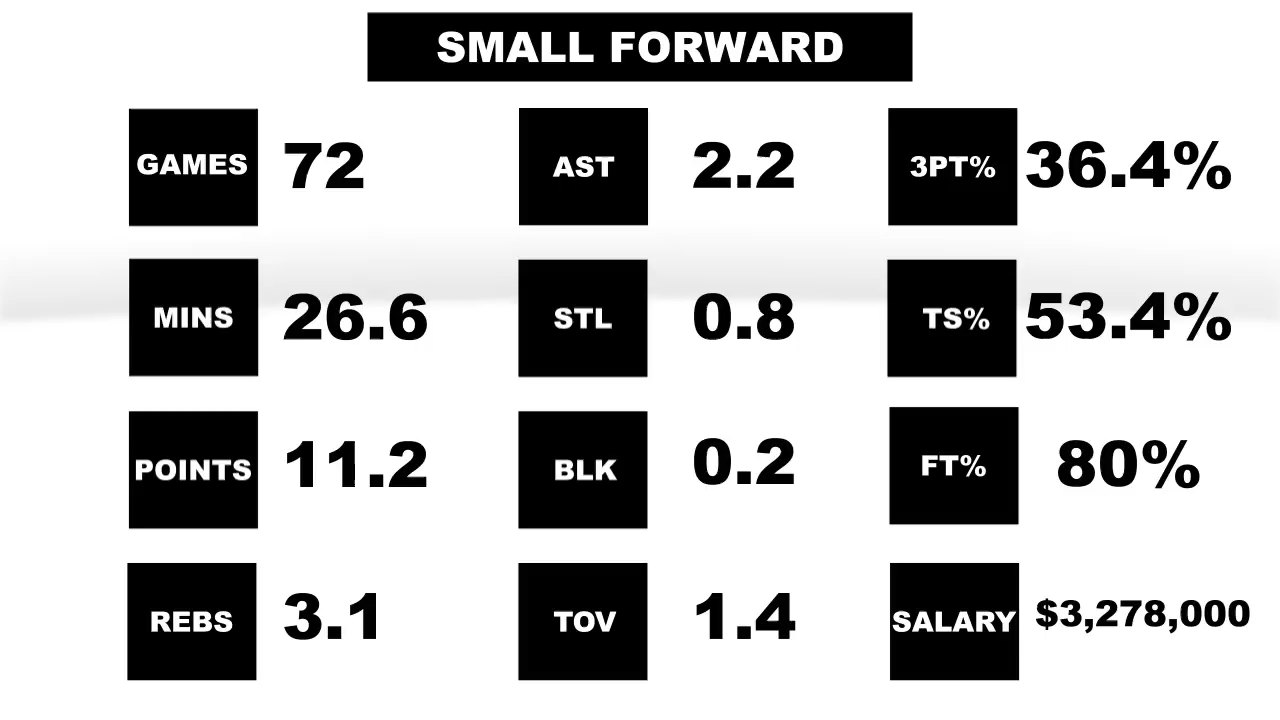 SMALL FORWARD
GAMES 72 AST 2.2 3PT% 36.4%
MINS 26.6 STL 0.8 TS% 53.4%
POINTS 11.2 BLK 0.2 FT% 80%
REBS 3.1 TOV 1.4 SALARY $3,278,000